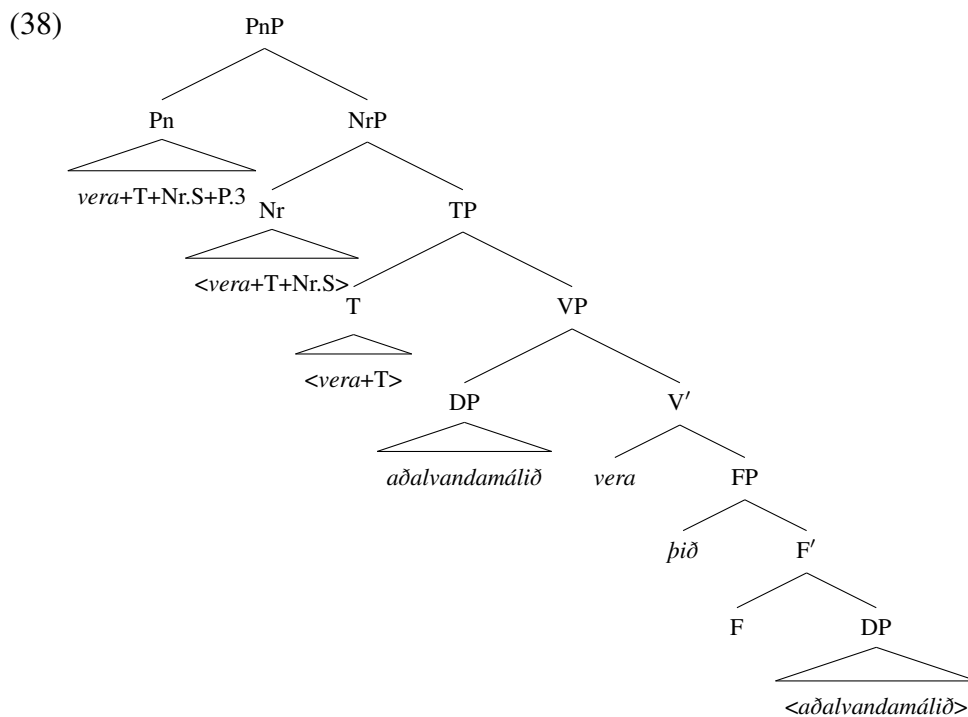 (38)
PnP
Pn NrP
vera+T+Nr.S+P.3
Nr TP
<vera+T+Nr.S>
T VP
<vera+T>
DP V′
aðalvandamálið vera FP
þið F′
F DP
<aðalvandamálið>